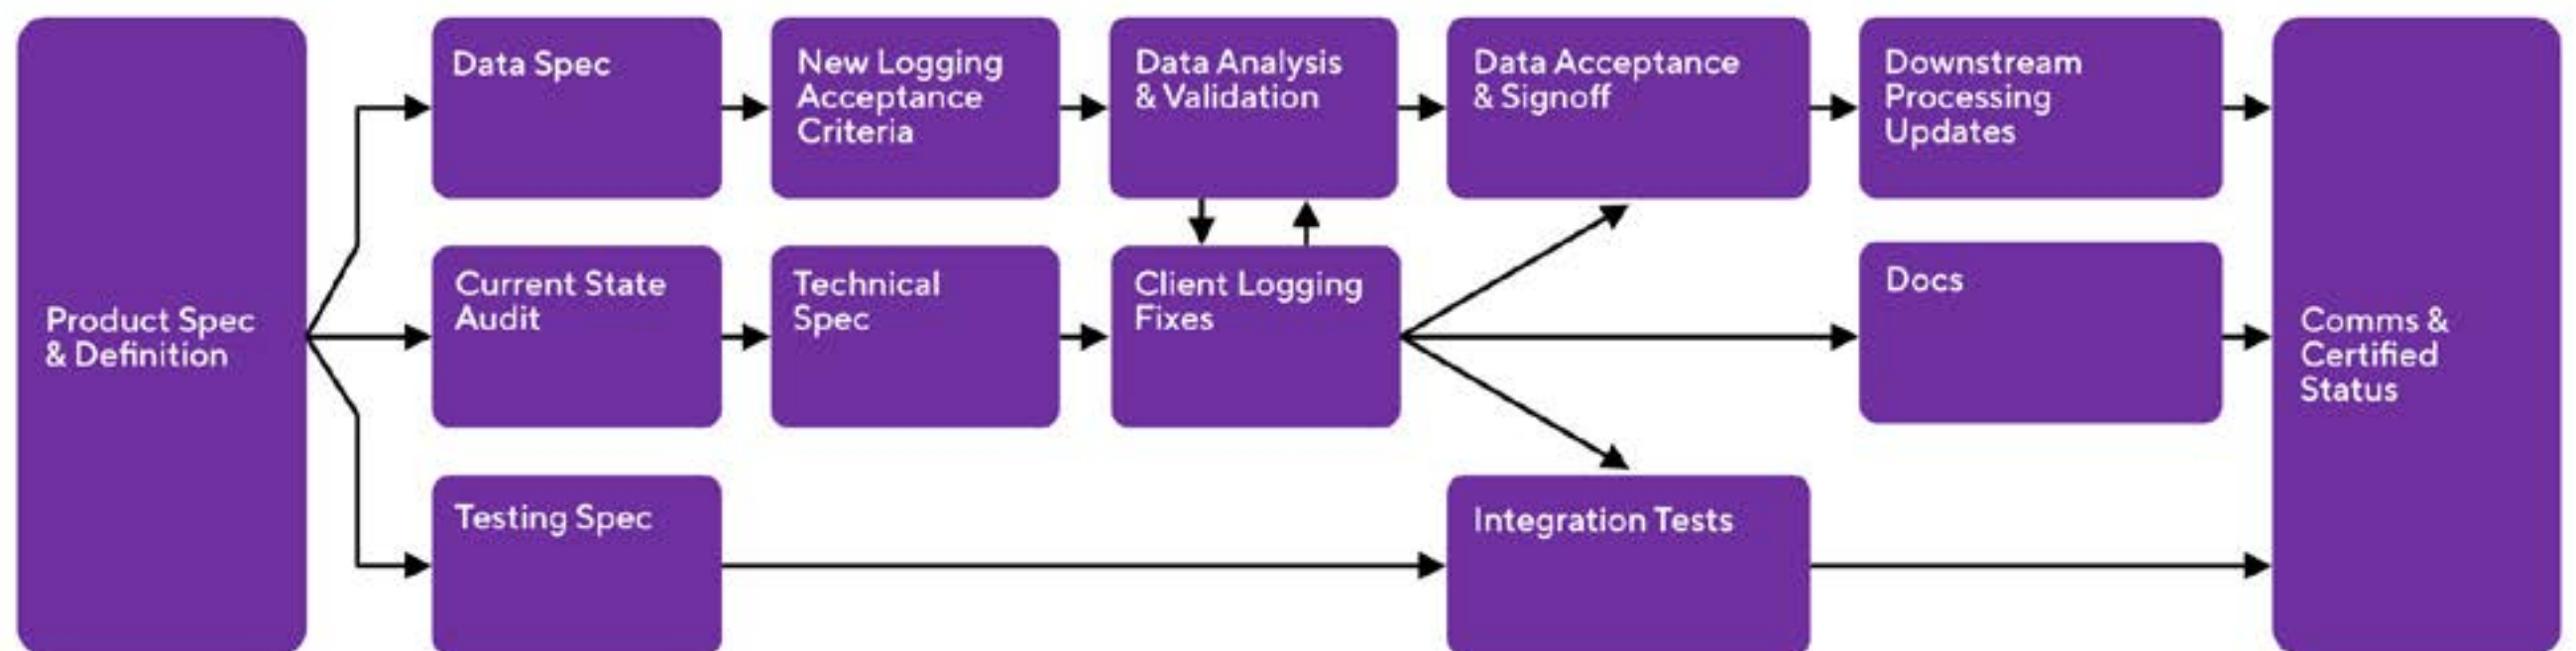 Product Spec
& Definition
Data Spec
New Logging
Acceptance
Criteria
Data Analysis
& Validation
Data Acceptance
& Signoff
Downstream
Processing
Updates
Current State
Audit
Technical
Spec
Client Logging
Fixes
Docs
Testing Spec
Integration Tests
Comms &
Certified
Status